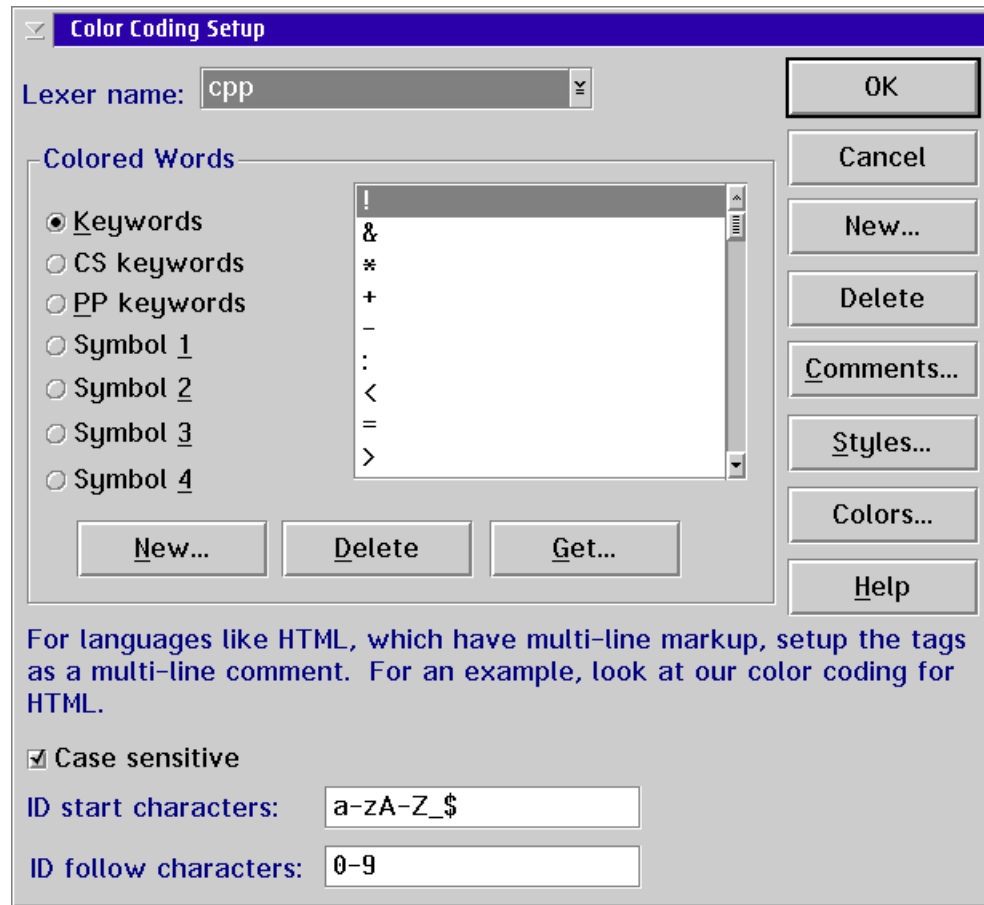 Color Coding Setup
Lexer name: cpp
OK
Cancel
New...
Delete
Comments...
Styles...
Colors...
Help
Colored Words
Keywords
CS keywords
PP keywords
Symbol 1
Symbol 2
Symbol 3
Symbol 4
!
&
*
+
-
:
<
=
>
New...
Delete
Get...
For languages like HTML, which have multi-line markup, setup the tags
as a multi-line comment. For an example, look at our color coding for
HTML.
Case sensitive
ID start characters: a-zA-Z_$
ID follow characters: 0-9